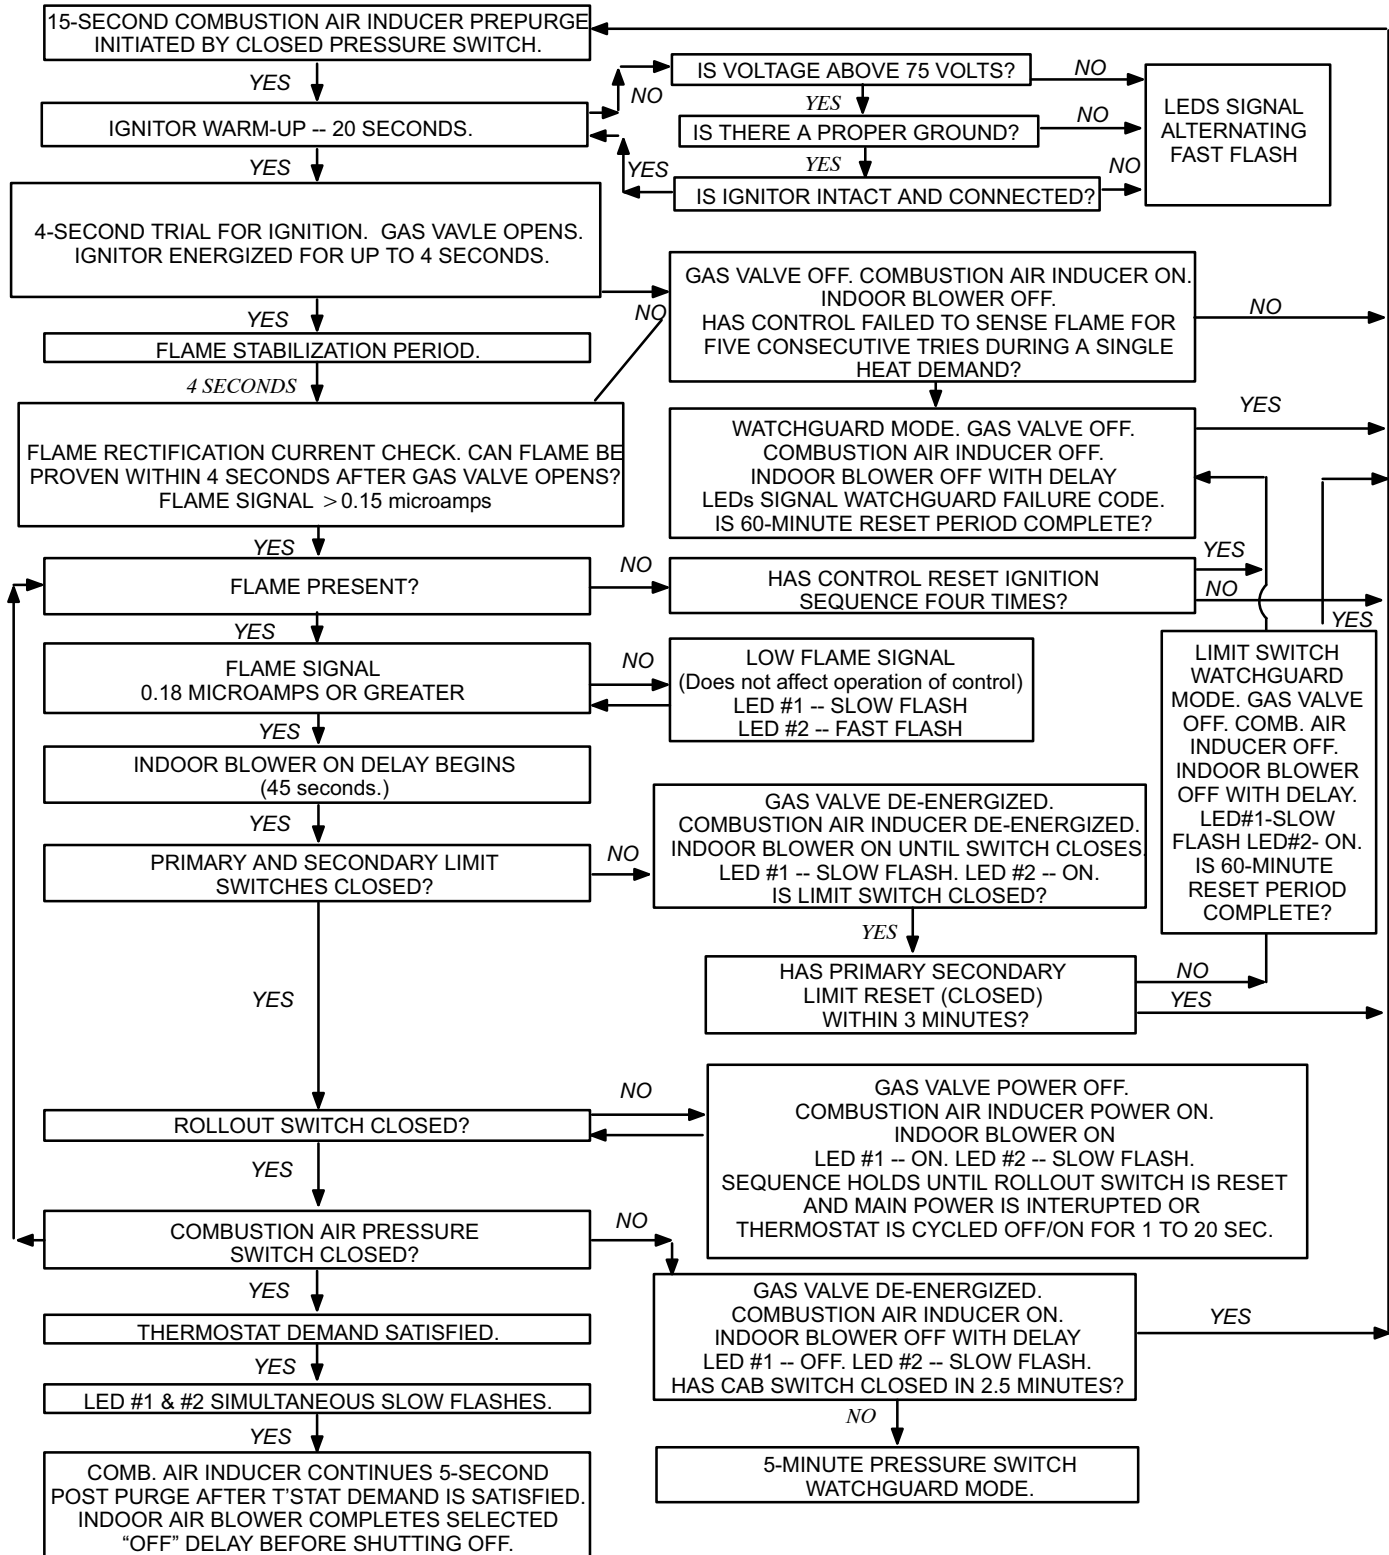 15-SECOND COMBUSTION AIR INDUCER PREPURGE
INITIATED BY CLOSED PRESSURE SWITCH.
YES
IGNITOR WARM-UP -- 20 SECONDS.
NO
IS VOLTAGE ABOVE 75 VOLTS?
NO
YES
IS THERE A PROPER GROUND?
NO
YES
IS IGNITOR INTACT AND CONNECTED?
NO
YES
LEDS SIGNAL
ALTERNATING
FAST FLASH
YES
4-SECOND TRIAL FOR IGNITION.  GAS VAVLE OPENS.
IGNITOR ENERGIZED FOR UP TO 4 SECONDS.
YES
FLAME STABILIZATION PERIOD.
4 SECONDS
NO
GAS VALVE OFF. COMBUSTION AIR INDUCER ON.
INDOOR BLOWER OFF.
HAS CONTROL FAILED TO SENSE FLAME FOR
FIVE CONSECUTIVE TRIES DURING A SINGLE
HEAT DEMAND?
NO
FLAME RECTIFICATION CURRENT CHECK. CAN FLAME BE
PROVEN WITHIN 4 SECONDS AFTER GAS VALVE OPENS?
FLAME SIGNAL >0.15 microamps
WATCHGUARD MODE. GAS VALVE OFF.
COMBUSTION AIR INDUCER OFF.
INDOOR BLOWER OFF WITH DELAY
LEDs SIGNAL WATCHGUARD FAILURE CODE.
IS 60-MINUTE RESET PERIOD COMPLETE?
YES
YES
FLAME PRESENT?
NO
HAS CONTROL RESET IGNITION
SEQUENCE FOUR TIMES?
YES
NO
YES
YES
FLAME SIGNAL
0.18 MICROAMPS OR GREATER
NO
LOW FLAME SIGNAL
(Does not affect operation of control)
LED #1 -- SLOW FLASH
LED #2 -- FAST FLASH
LIMIT SWITCH
WATCHGUARD
MODE. GAS VALVE
OFF. COMB. AIR
INDUCER OFF.
INDOOR BLOWER
OFF WITH DELAY.
LED#1-SLOW
FLASH LED#2- ON.
IS 60-MINUTE
RESET PERIOD
COMPLETE?
YES
INDOOR BLOWER ON DELAY BEGINS
(45 seconds.)
YES
PRIMARY AND SECONDARY LIMIT
SWITCHES CLOSED?
NO
GAS VALVE DE-ENERGIZED.
COMBUSTION AIR INDUCER DE-ENERGIZED.
INDOOR BLOWER ON UNTIL SWITCH CLOSES.
LED #1 -- SLOW FLASH. LED #2 -- ON.
IS LIMIT SWITCH CLOSED?
YES
HAS PRIMARY SECONDARY
LIMIT RESET (CLOSED)
WITHIN 3 MINUTES?
NO
YES
YES
ROLLOUT SWITCH CLOSED?
NO
GAS VALVE POWER OFF.
COMBUSTION AIR INDUCER POWER ON.
INDOOR BLOWER ON
LED #1 -- ON. LED #2 -- SLOW FLASH.
SEQUENCE HOLDS UNTIL ROLLOUT SWITCH IS RESET
AND MAIN POWER IS INTERUPTED OR
THERMOSTAT IS CYCLED OFF/ON FOR 1 TO 20 SEC.
YES
COMBUSTION AIR PRESSURE
SWITCH CLOSED?
NO
GAS VALVE DE-ENERGIZED.
COMBUSTION AIR INDUCER ON.
INDOOR BLOWER OFF WITH DELAY
LED #1 -- OFF. LED #2 -- SLOW FLASH.
HAS CAB SWITCH CLOSED IN 2.5 MINUTES?
YES
NO
5-MINUTE PRESSURE SWITCH
WATCHGUARD MODE.
YES
THERMOSTAT DEMAND SATISFIED.
YES
LED #1 & #2 SIMULTANEOUS SLOW FLASHES.
YES
COMB. AIR INDUCER CONTINUES 5-SECOND
POST PURGE AFTER T'STAT DEMAND IS SATISFIED.
INDOOR AIR BLOWER COMPLETES SELECTED
“OFF” DELAY BEFORE SHUTTING OFF.